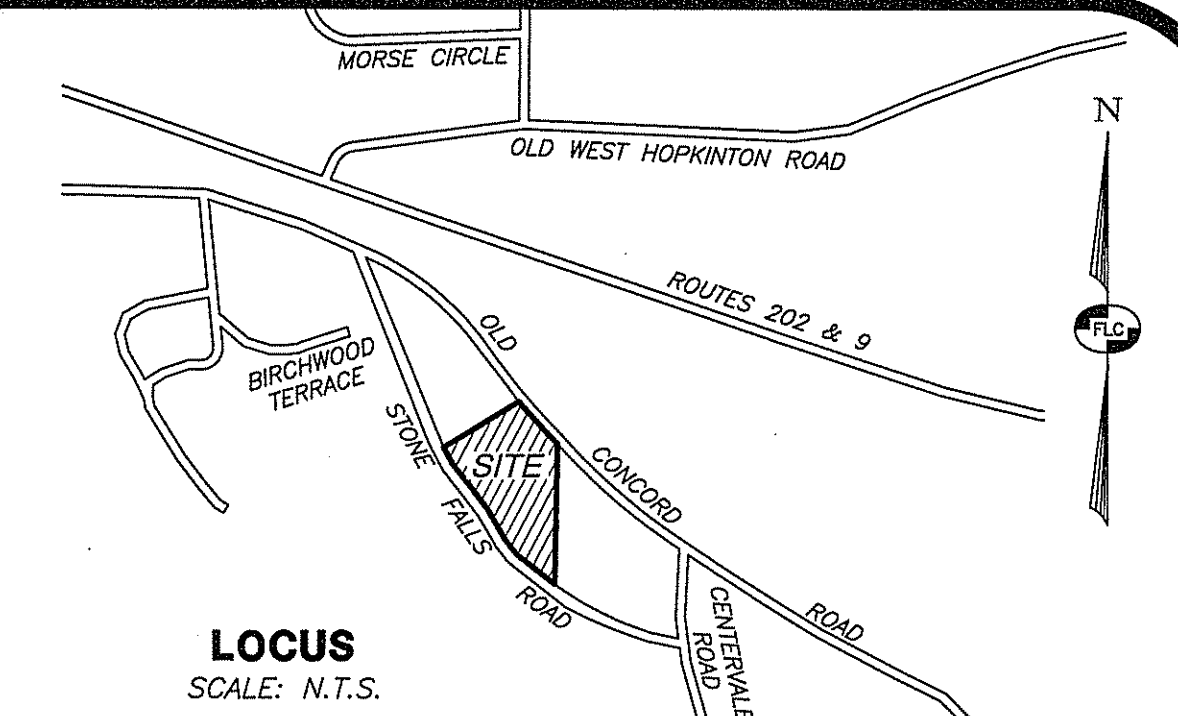 MORSE CIRCLE
N
OLD WEST HOPKINTON ROAD
ROUTES 202 & 9
FLC
OLD CONCORD ROAD
BIRCHWOOD
TERRACE
STONE FALLS ROAD
SITE
CENTERVALE
ROAD
LOCUS
SCALE: N.T.S.